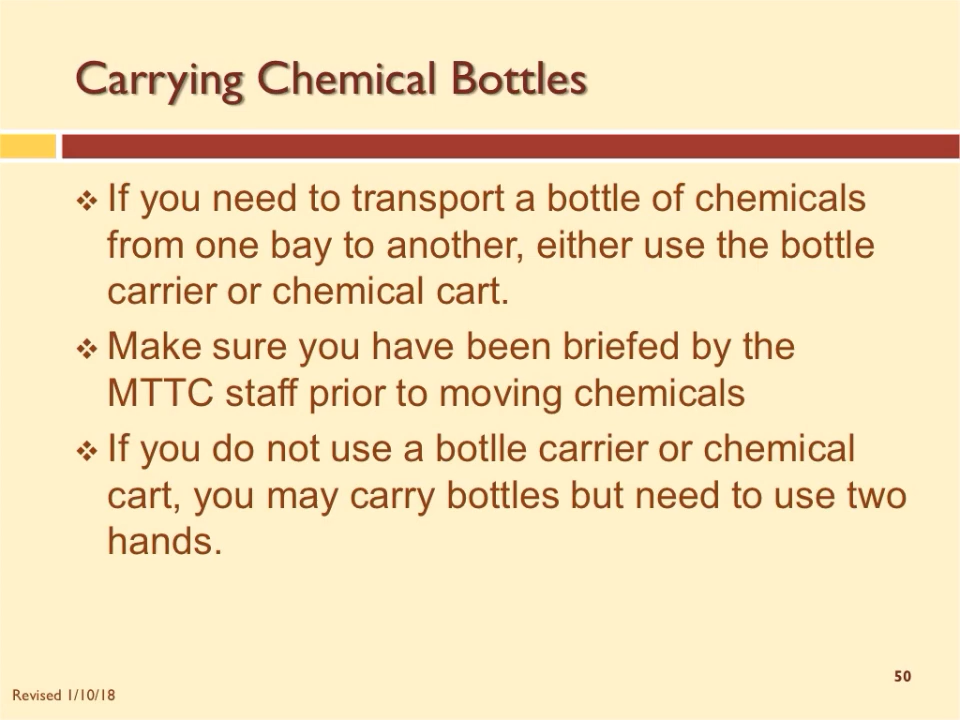 Carrying Chemical Bottles
❖ If you need to transport a bottle of chemicals
from one bay to another, either use the bottle
carrier or chemical cart.
❖ Make sure you have been briefed by the
MTTC staff prior to moving chemicals
❖ If you do not use a botlle carrier or chemical
cart, you may carry bottles but need to use two
hands.
50
Revised 1/10/18